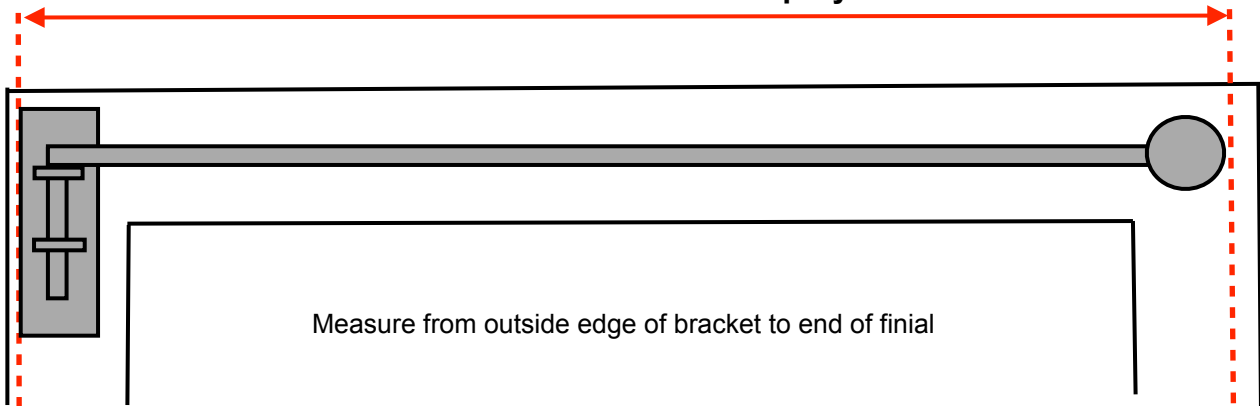 Measure from outside edge of bracket to end of finial